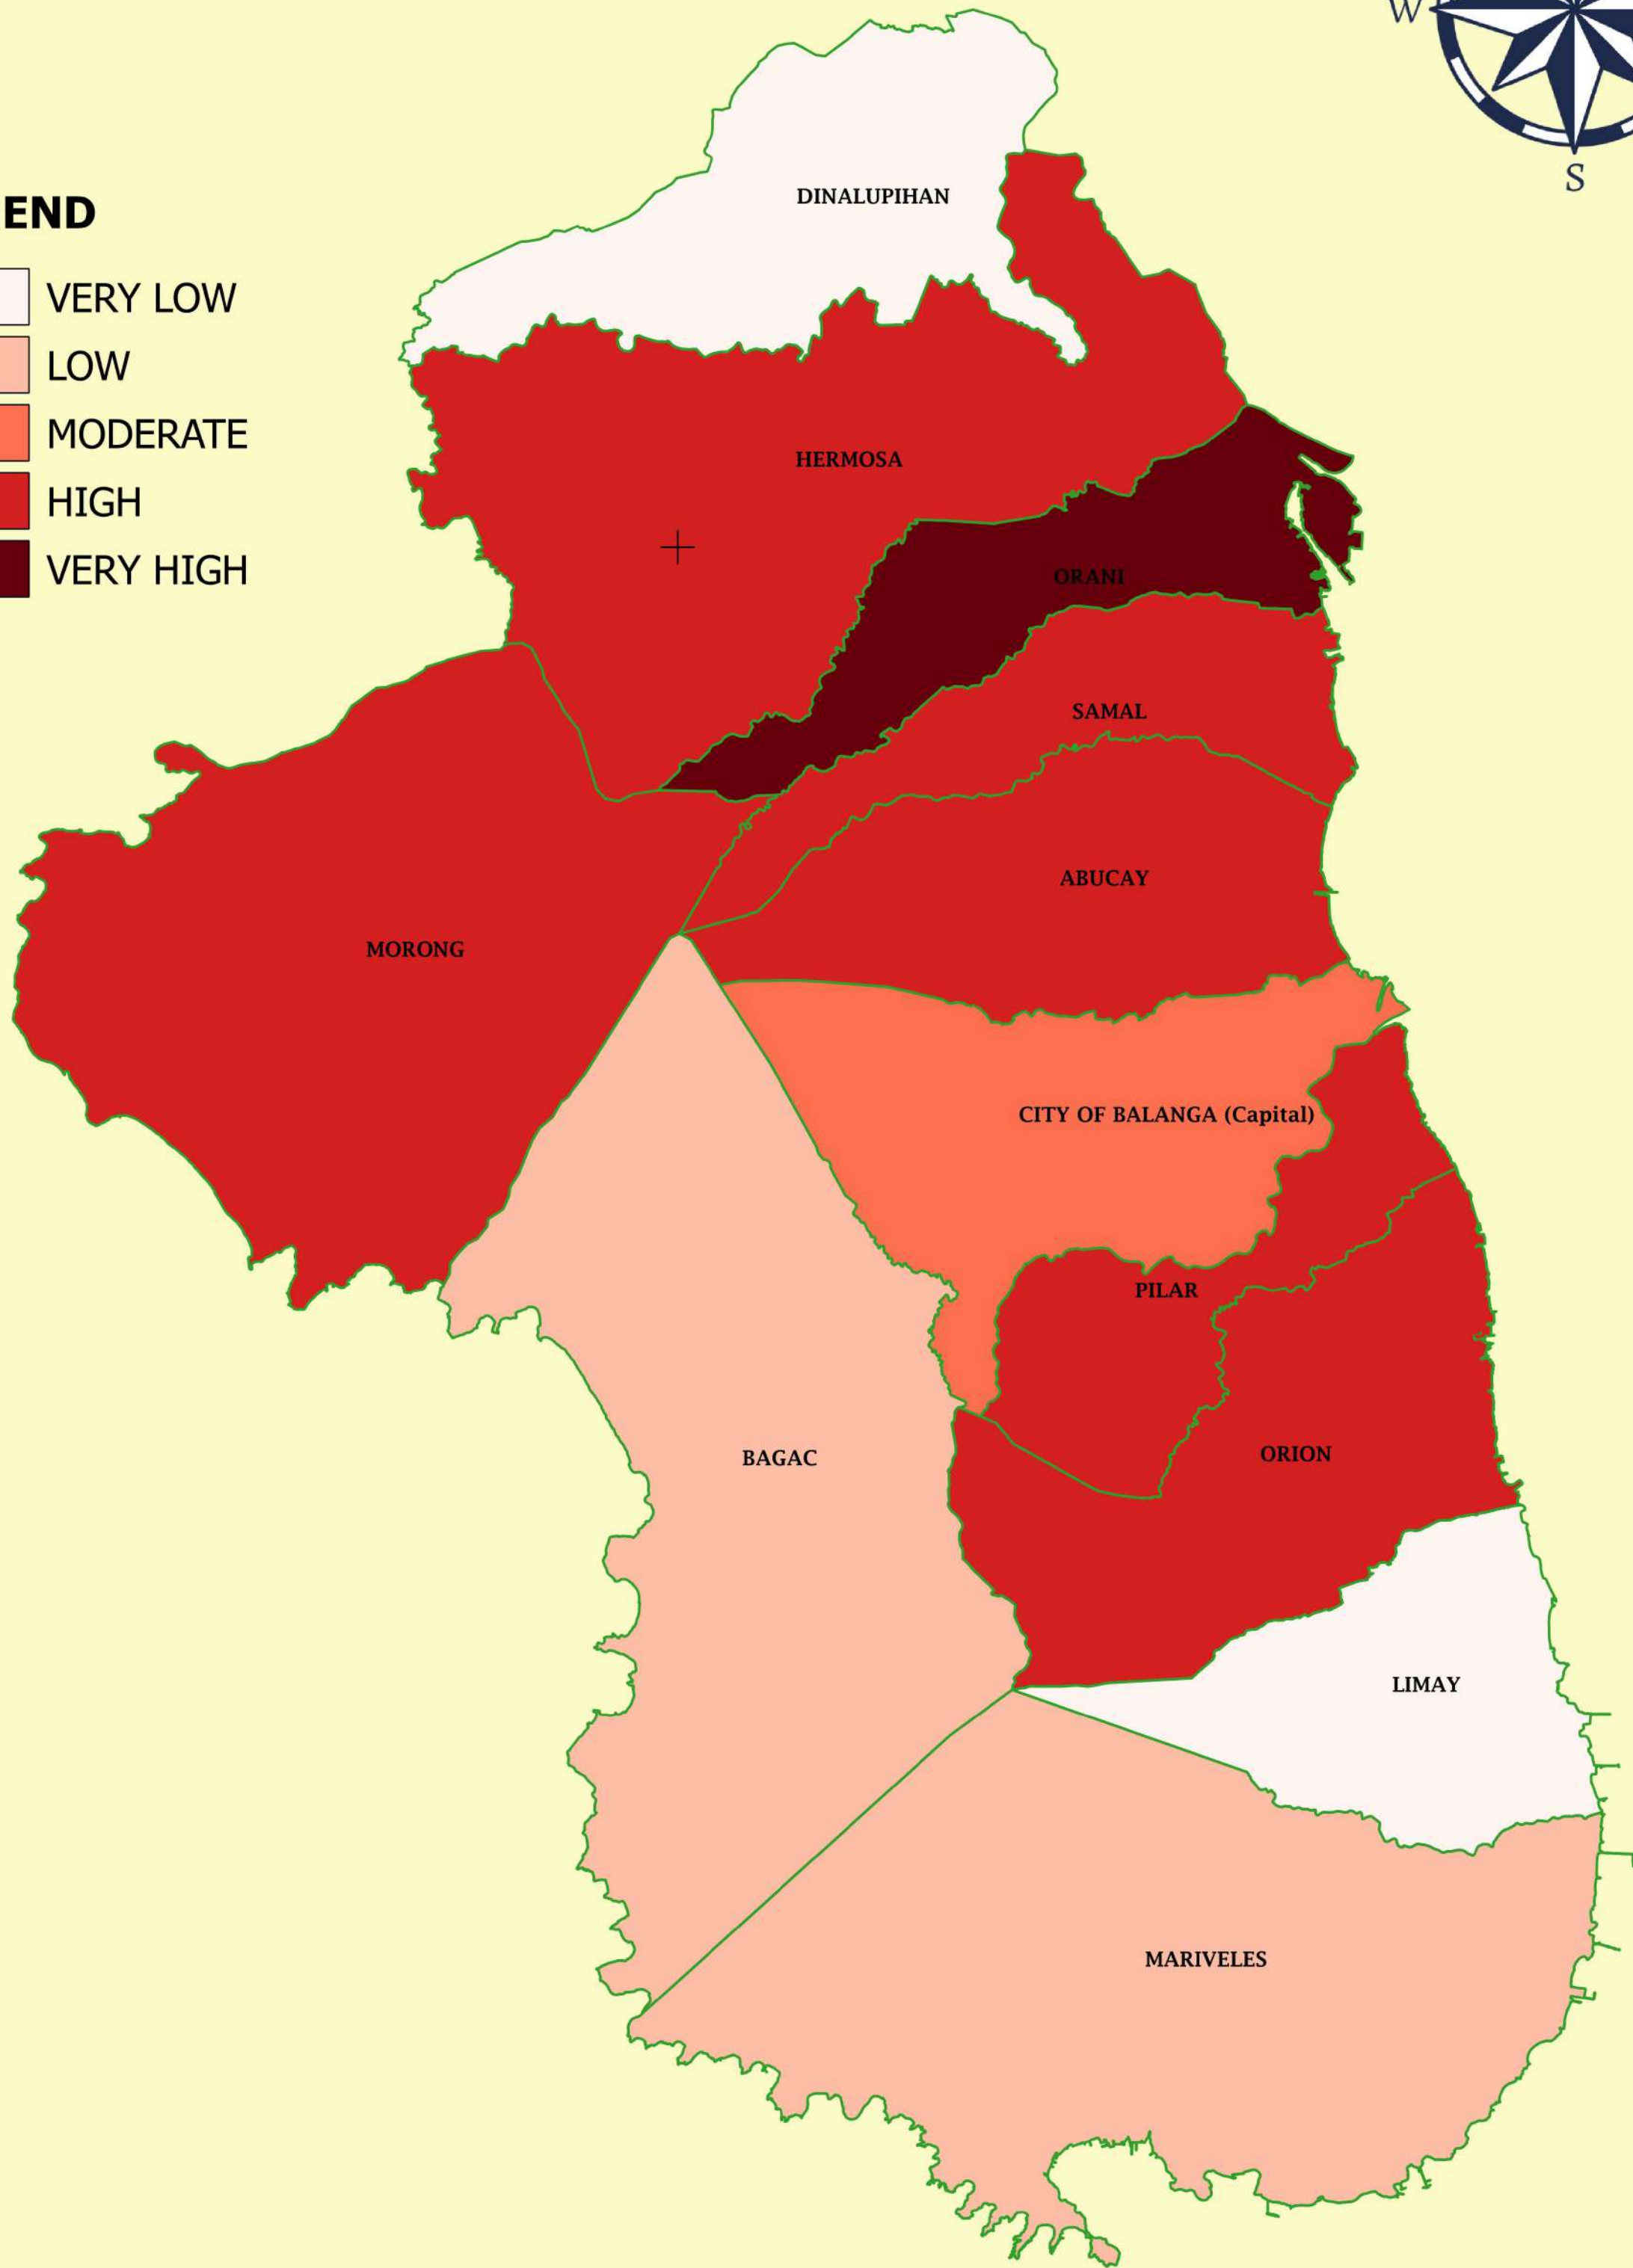 W
S
END
VERY LOW
LOW
MODERATE
HIGH
VERY HIGH
DINALUPIHAN
HERMOSA
ORANI
SAMAL
ABUCAY
MORONG
CITY OF BALANGA (Capital)
PILAR
BAGAC
ORION
LIMAY
MARIVELES